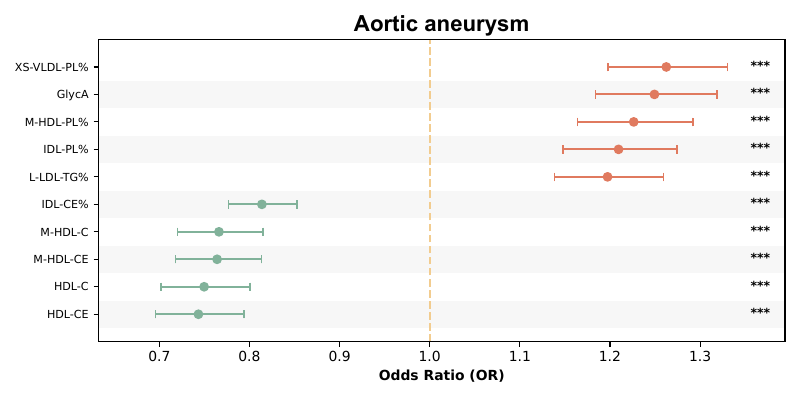 Aortic aneurysm
XS-VLDL-PL% ***
GlycA ***
M-HDL-PL% ***
IDL-PL% ***
L-LDL-TG% ***
IDL-CE% ***
M-HDL-C ***
M-HDL-CE ***
HDL-C ***
HDL-CE ***
0.7 0.8 0.9 1.0 1.1 1.2 1.3
Odds Ratio (OR)